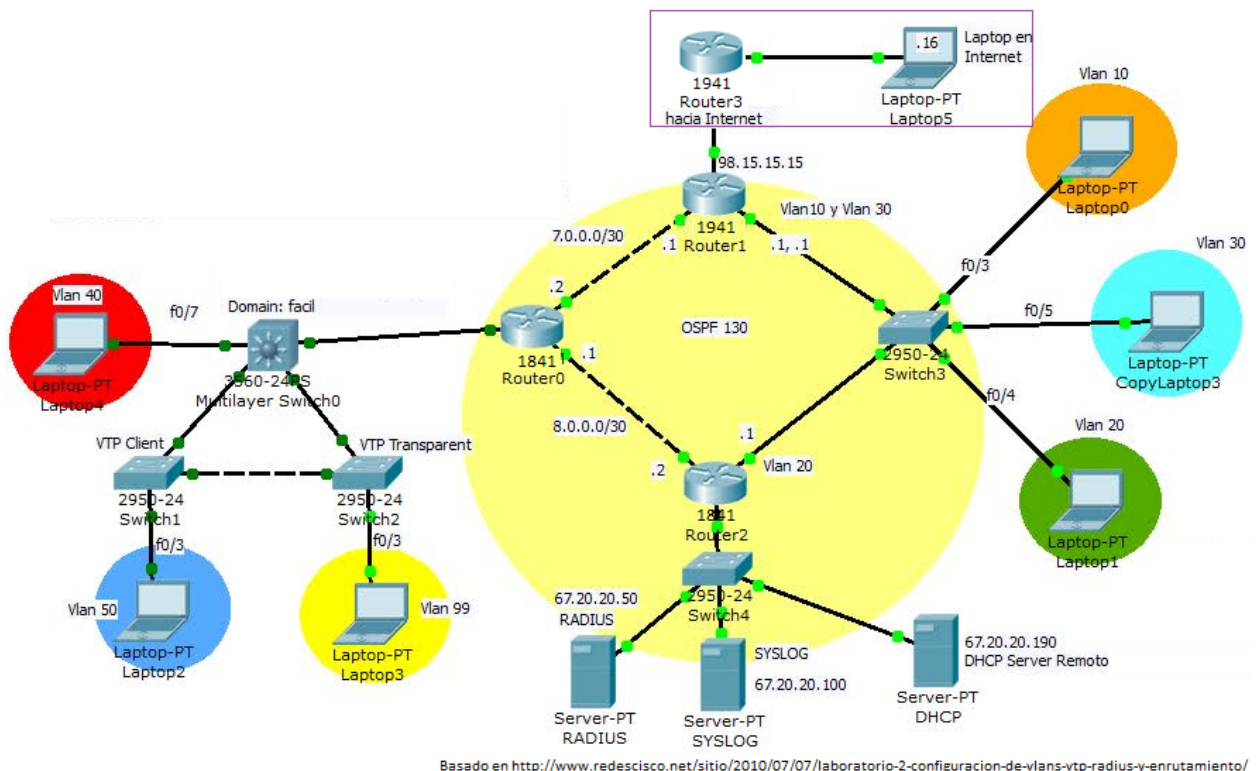 .16
Laptop en
Internet
1941
Router3
hacia Internet
Laptop-PT
Laptop5
Vlan 10
Laptop-PT
Laptop0
98.15.15.15
1941
Router1
Vlan10 y Vlan 30
7.0.0.0/30
.1
.1, .1
.2
Vlan 30
f0/3
f0/5
Laptop-PT
CopyLaptop3
Vlan 40
f0/7
Domain: facil
Laptop-PT
Laptop4
3560-24PS
Multilayer Switch0
1841
Router0
.1
OSPF 130
2950-24
Switch3
f0/4
8.0.0.0/30
.1
.2
Vlan 20
Vlan 20
VTP Client
VTP Transparent
2950-24
Switch1
2950-24
Switch2
1841
Router2
Laptop-PT
Laptop1
f0/3
f0/3
Vlan 50
Vlan 99
Laptop-PT
Laptop2
Laptop-PT
Laptop3
2950-24
Switch4
67.20.20.50
RADIUS
SYSLOG
67.20.20.100
67.20.20.190
DHCP Server Remoto
Server-PT
RADIUS
Server-PT
SYSLOG
Server-PT
DHCP
Basado en http://www.redescisco.net/sitio/2010/07/07/laboratorio-2-configuracion-de-vlans-vtp-radius-y-enrutamiento/